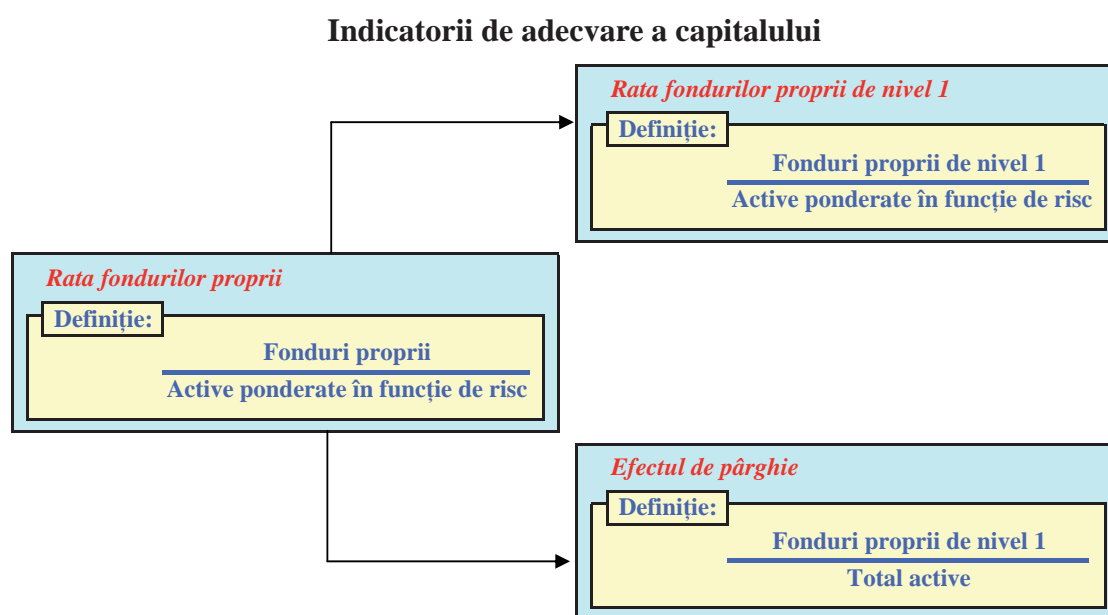 Indicatorii de adecvare a capitalului
Rata fondurilor proprii de nivel 1
Definiție:
Fonduri proprii de nivel 1
Active ponderate în funcție de risc
Rata fondurilor proprii
Definiție:
Fonduri proprii
Active ponderate în funcție de risc
Efectul de pârghie
Definiție:
Fonduri proprii de nivel 1
Total active